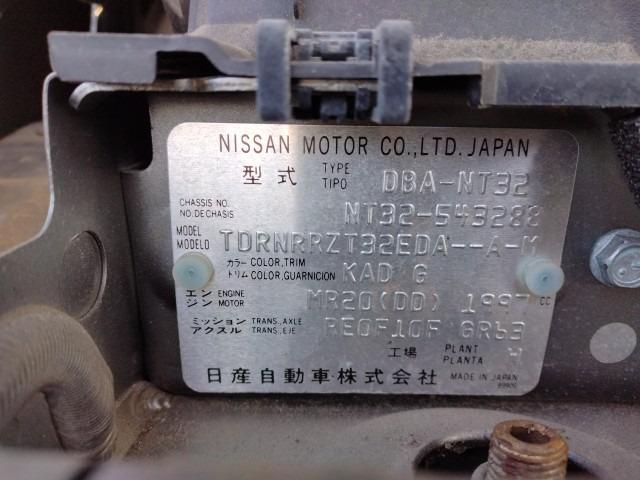 NISSAN MOTOR CO.,LTD. JAPAN
型式 TYPE TIPO DBA-NT32
CHASSIS NO. NO.DE CHASIS NT32-543288
MODEL MODELO TDRNRRZT32EDA--A-M
カラー COLOR,TRIM トリム COLOR,GUARNICION KAD G
エンジン ENGINE MOTOR MR20(DD) 1997 CC
ミッション TRANS.,AXLE アクスル TRANS.,EJE RE0F10F GR63
工場 PLANT PLANTA
日産自動車株式会社 MADE IN JAPAN